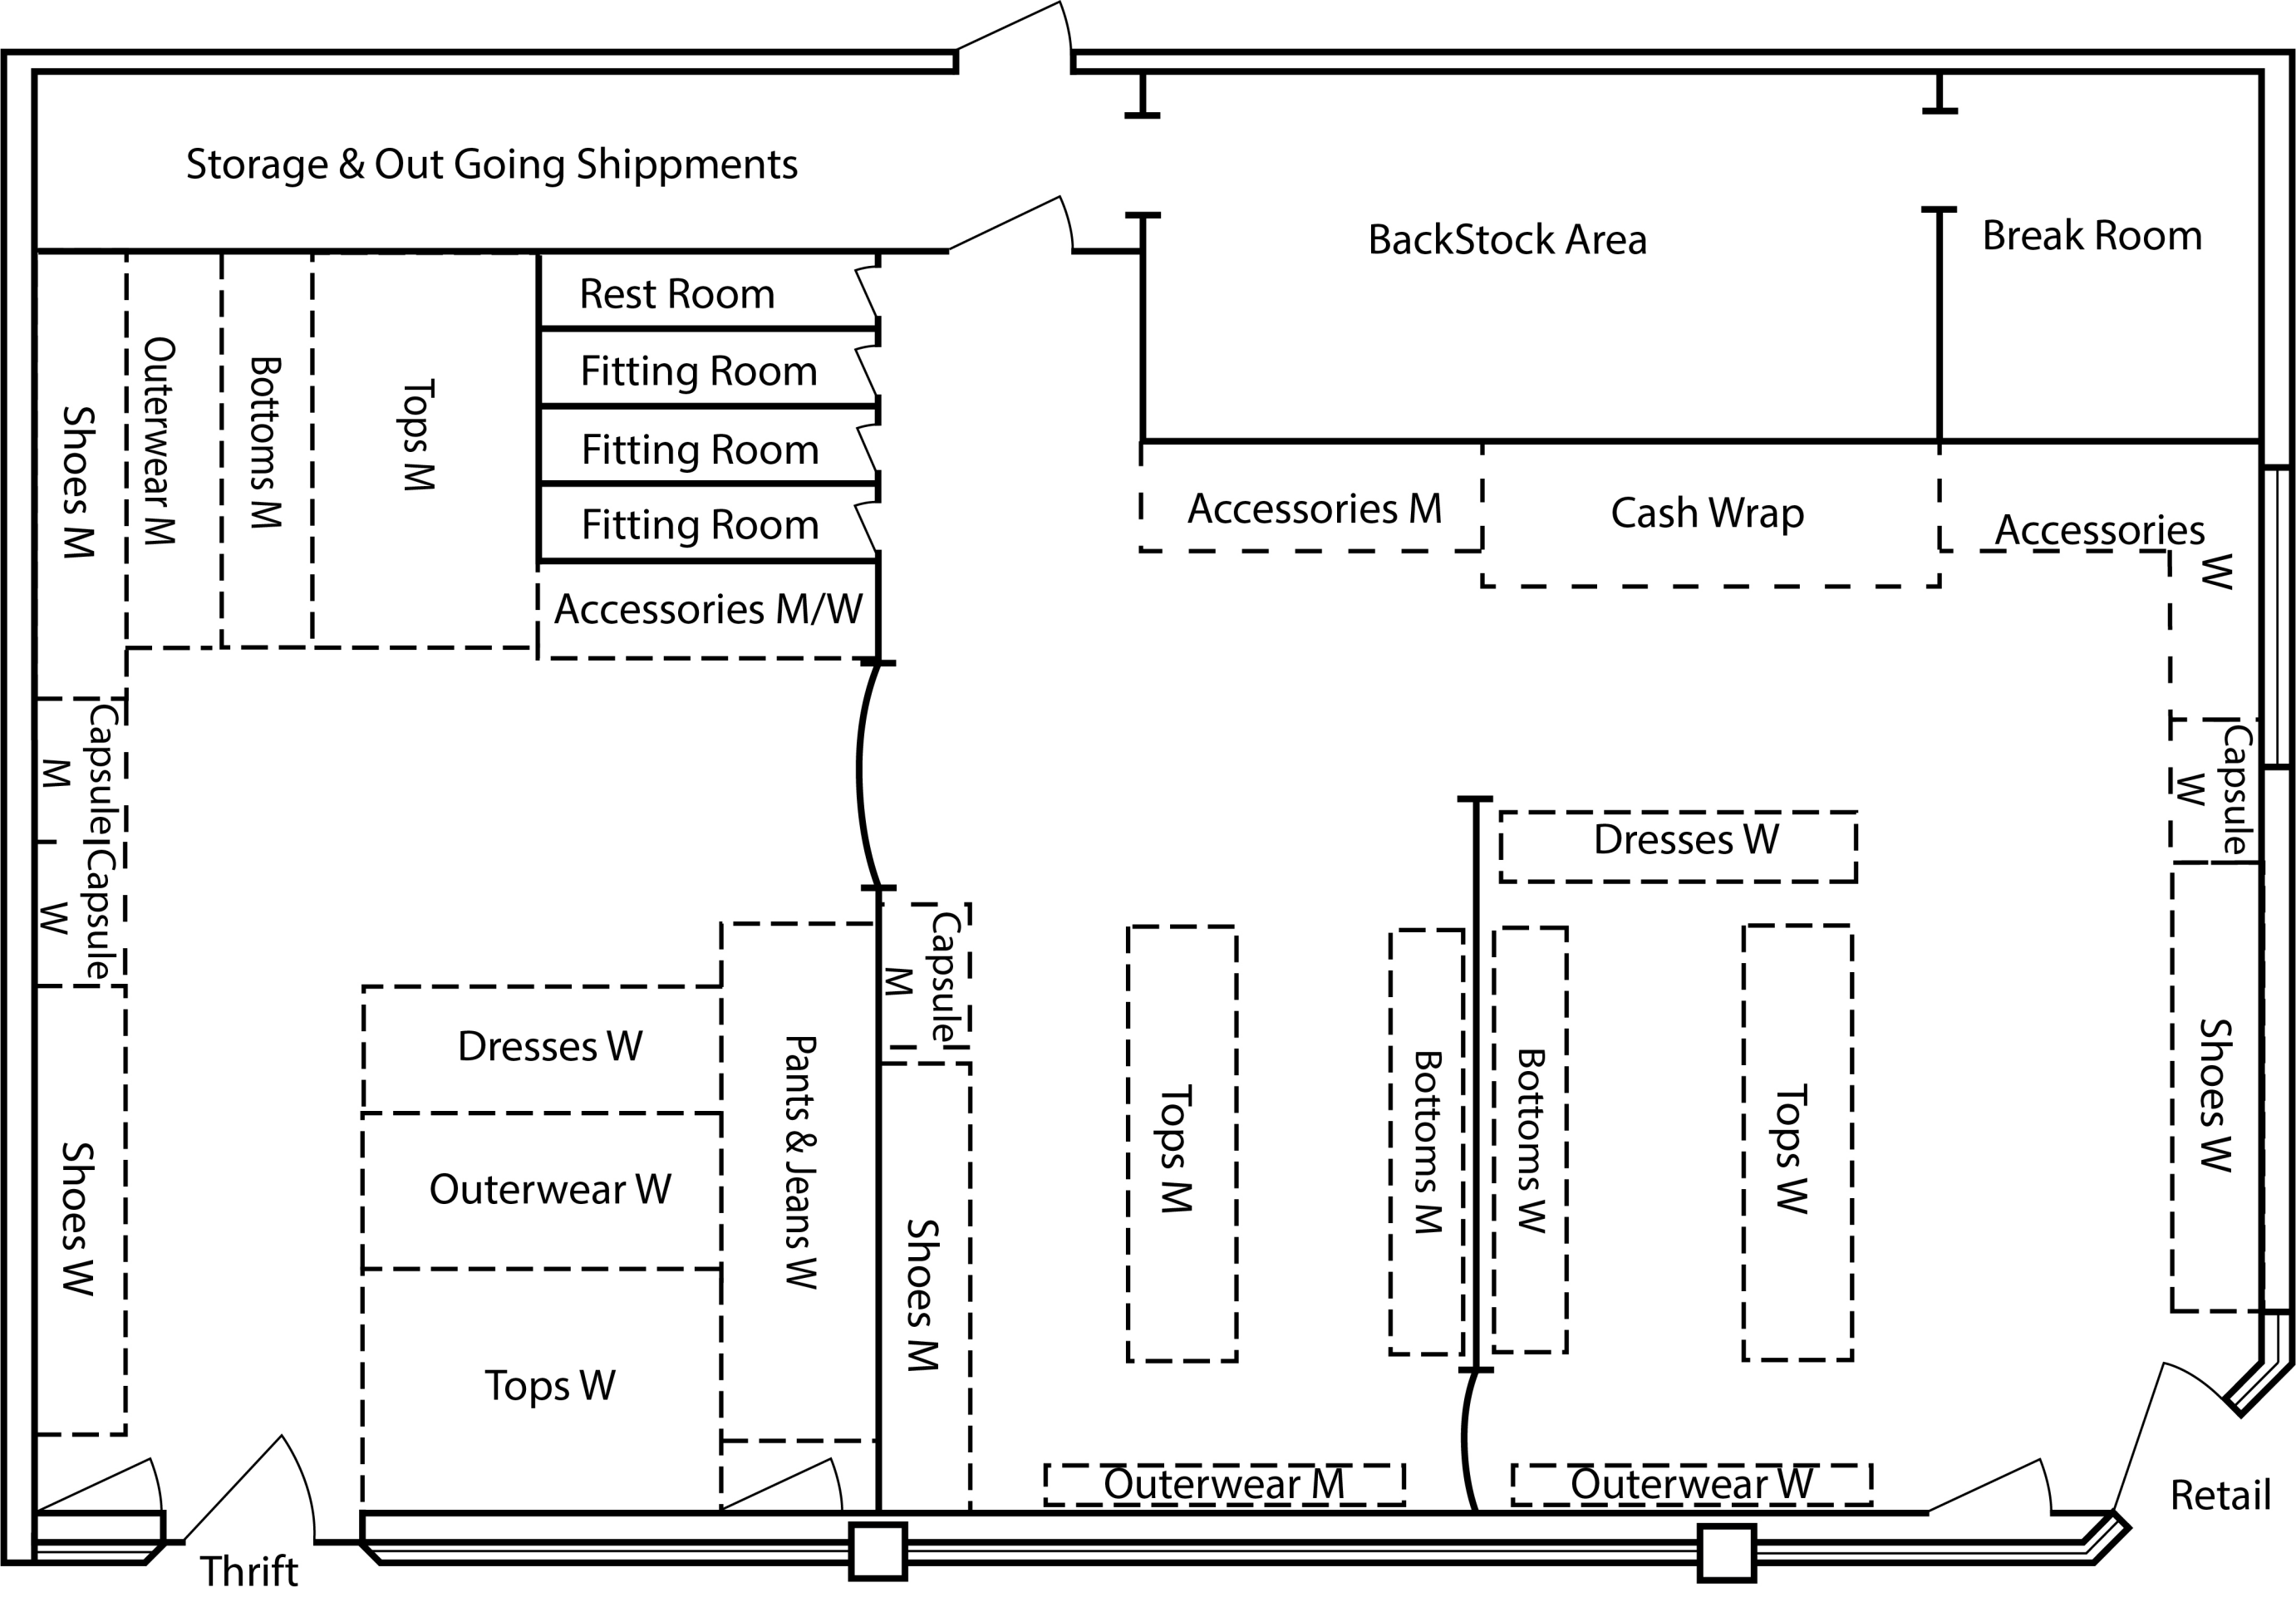 Storage & Out Going Shippments
BackStock Area
Break Room
Rest Room
Fitting Room
Fitting Room
Fitting Room
Accessories M/W
Shoes M
Outerwear M
Bottoms M
Tops M
Accessories M
Cash Wrap
Accessories
W
Capsule
M
Capsule
W
Capsule
W
Dresses W
Capsule
M
Dresses W
Outerwear W
Tops W
Pants & Jeans W
Shoes W
Shoes M
Tops M
Bottoms M
Bottoms W
Tops W
Shoes W
Outerwear M
Outerwear W
Retail
Thrift